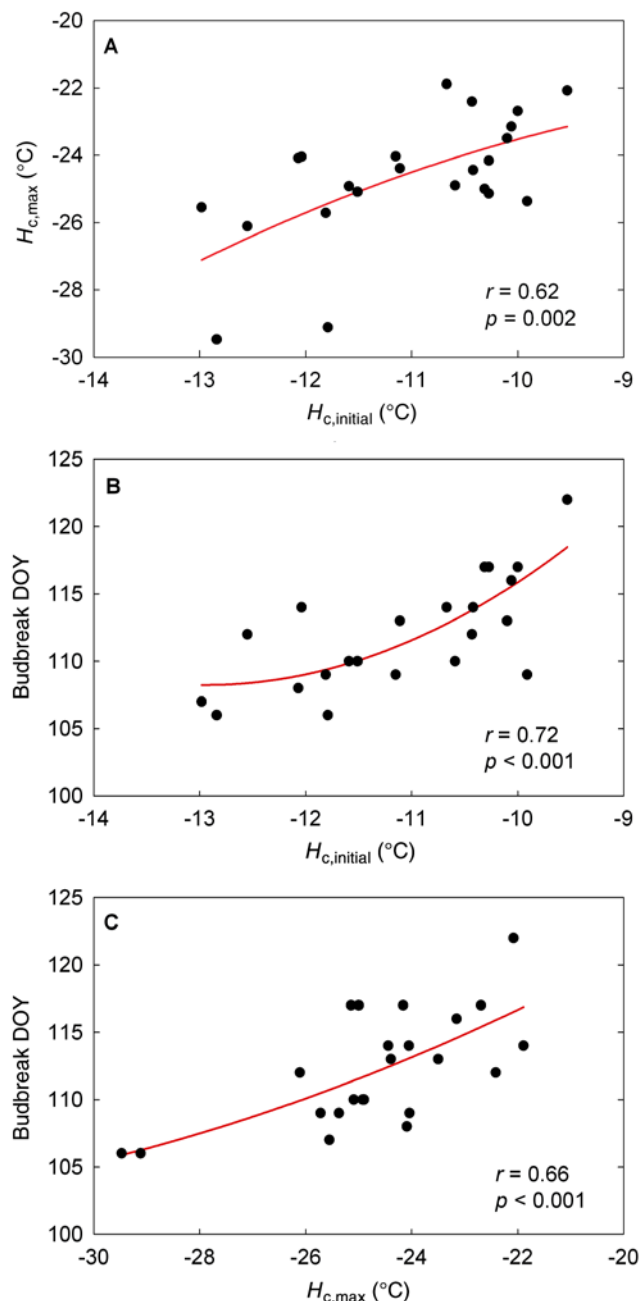 A
-20
-22
-24
-26
-28
-30
Hc,max (°C)
r = 0.62
p = 0.002
-14 -13 -12 -11 -10 -9
Hc,initial (°C)
B
125
120
115
110
105
100
Budbreak DOY
r = 0.72
p < 0.001
-14 -13 -12 -11 -10 -9
Hc,initial (°C)
C
125
120
115
110
105
100
Budbreak DOY
r = 0.66
p < 0.001
-30 -28 -26 -24 -22 -20
Hc,max (°C)